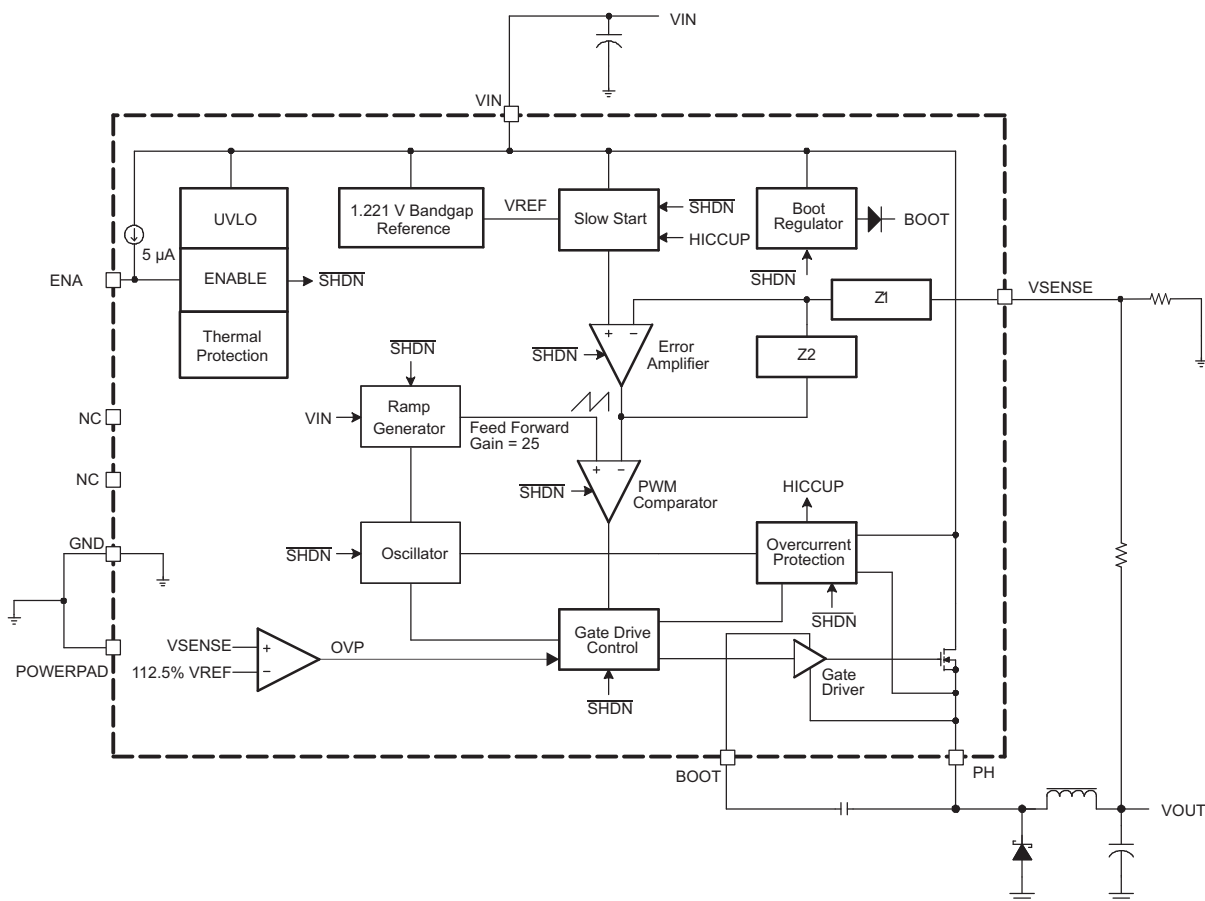 VIN
VIN
UVLO
1.221 V Bandgap
Reference
VREF
Slow Start
SHDN
HICCUP
Boot
Regulator
BOOT
5 µA
SHDN
ENA
ENABLE
SHDN
Z1
VSENSE
Thermal
Protection
SHDN
+ −
Error
Amplifier
Z2
SHDN
NC
VIN
Ramp
Generator
Feed Forward
Gain = 25
NC
+ −
SHDN
PWM
Comparator
HICCUP
GND
SHDN
Oscillator
Overcurrent
Protection
SHDN
POWERPAD
VSENSE
+
112.5% VREF
−
OVP
Gate Drive
Control
SHDN
Gate
Driver
BOOT
PH
VOUT